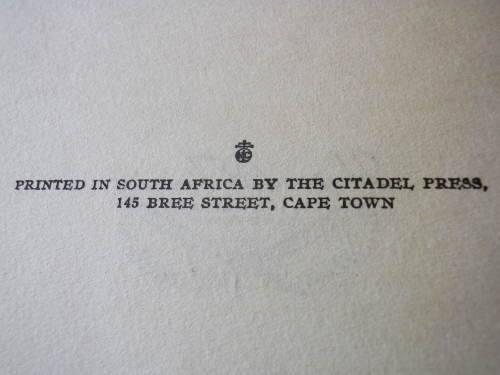 PRINTED IN SOUTH AFRICA BY THE CITADEL PRESS,
145 BREE STREET, CAPE TOWN